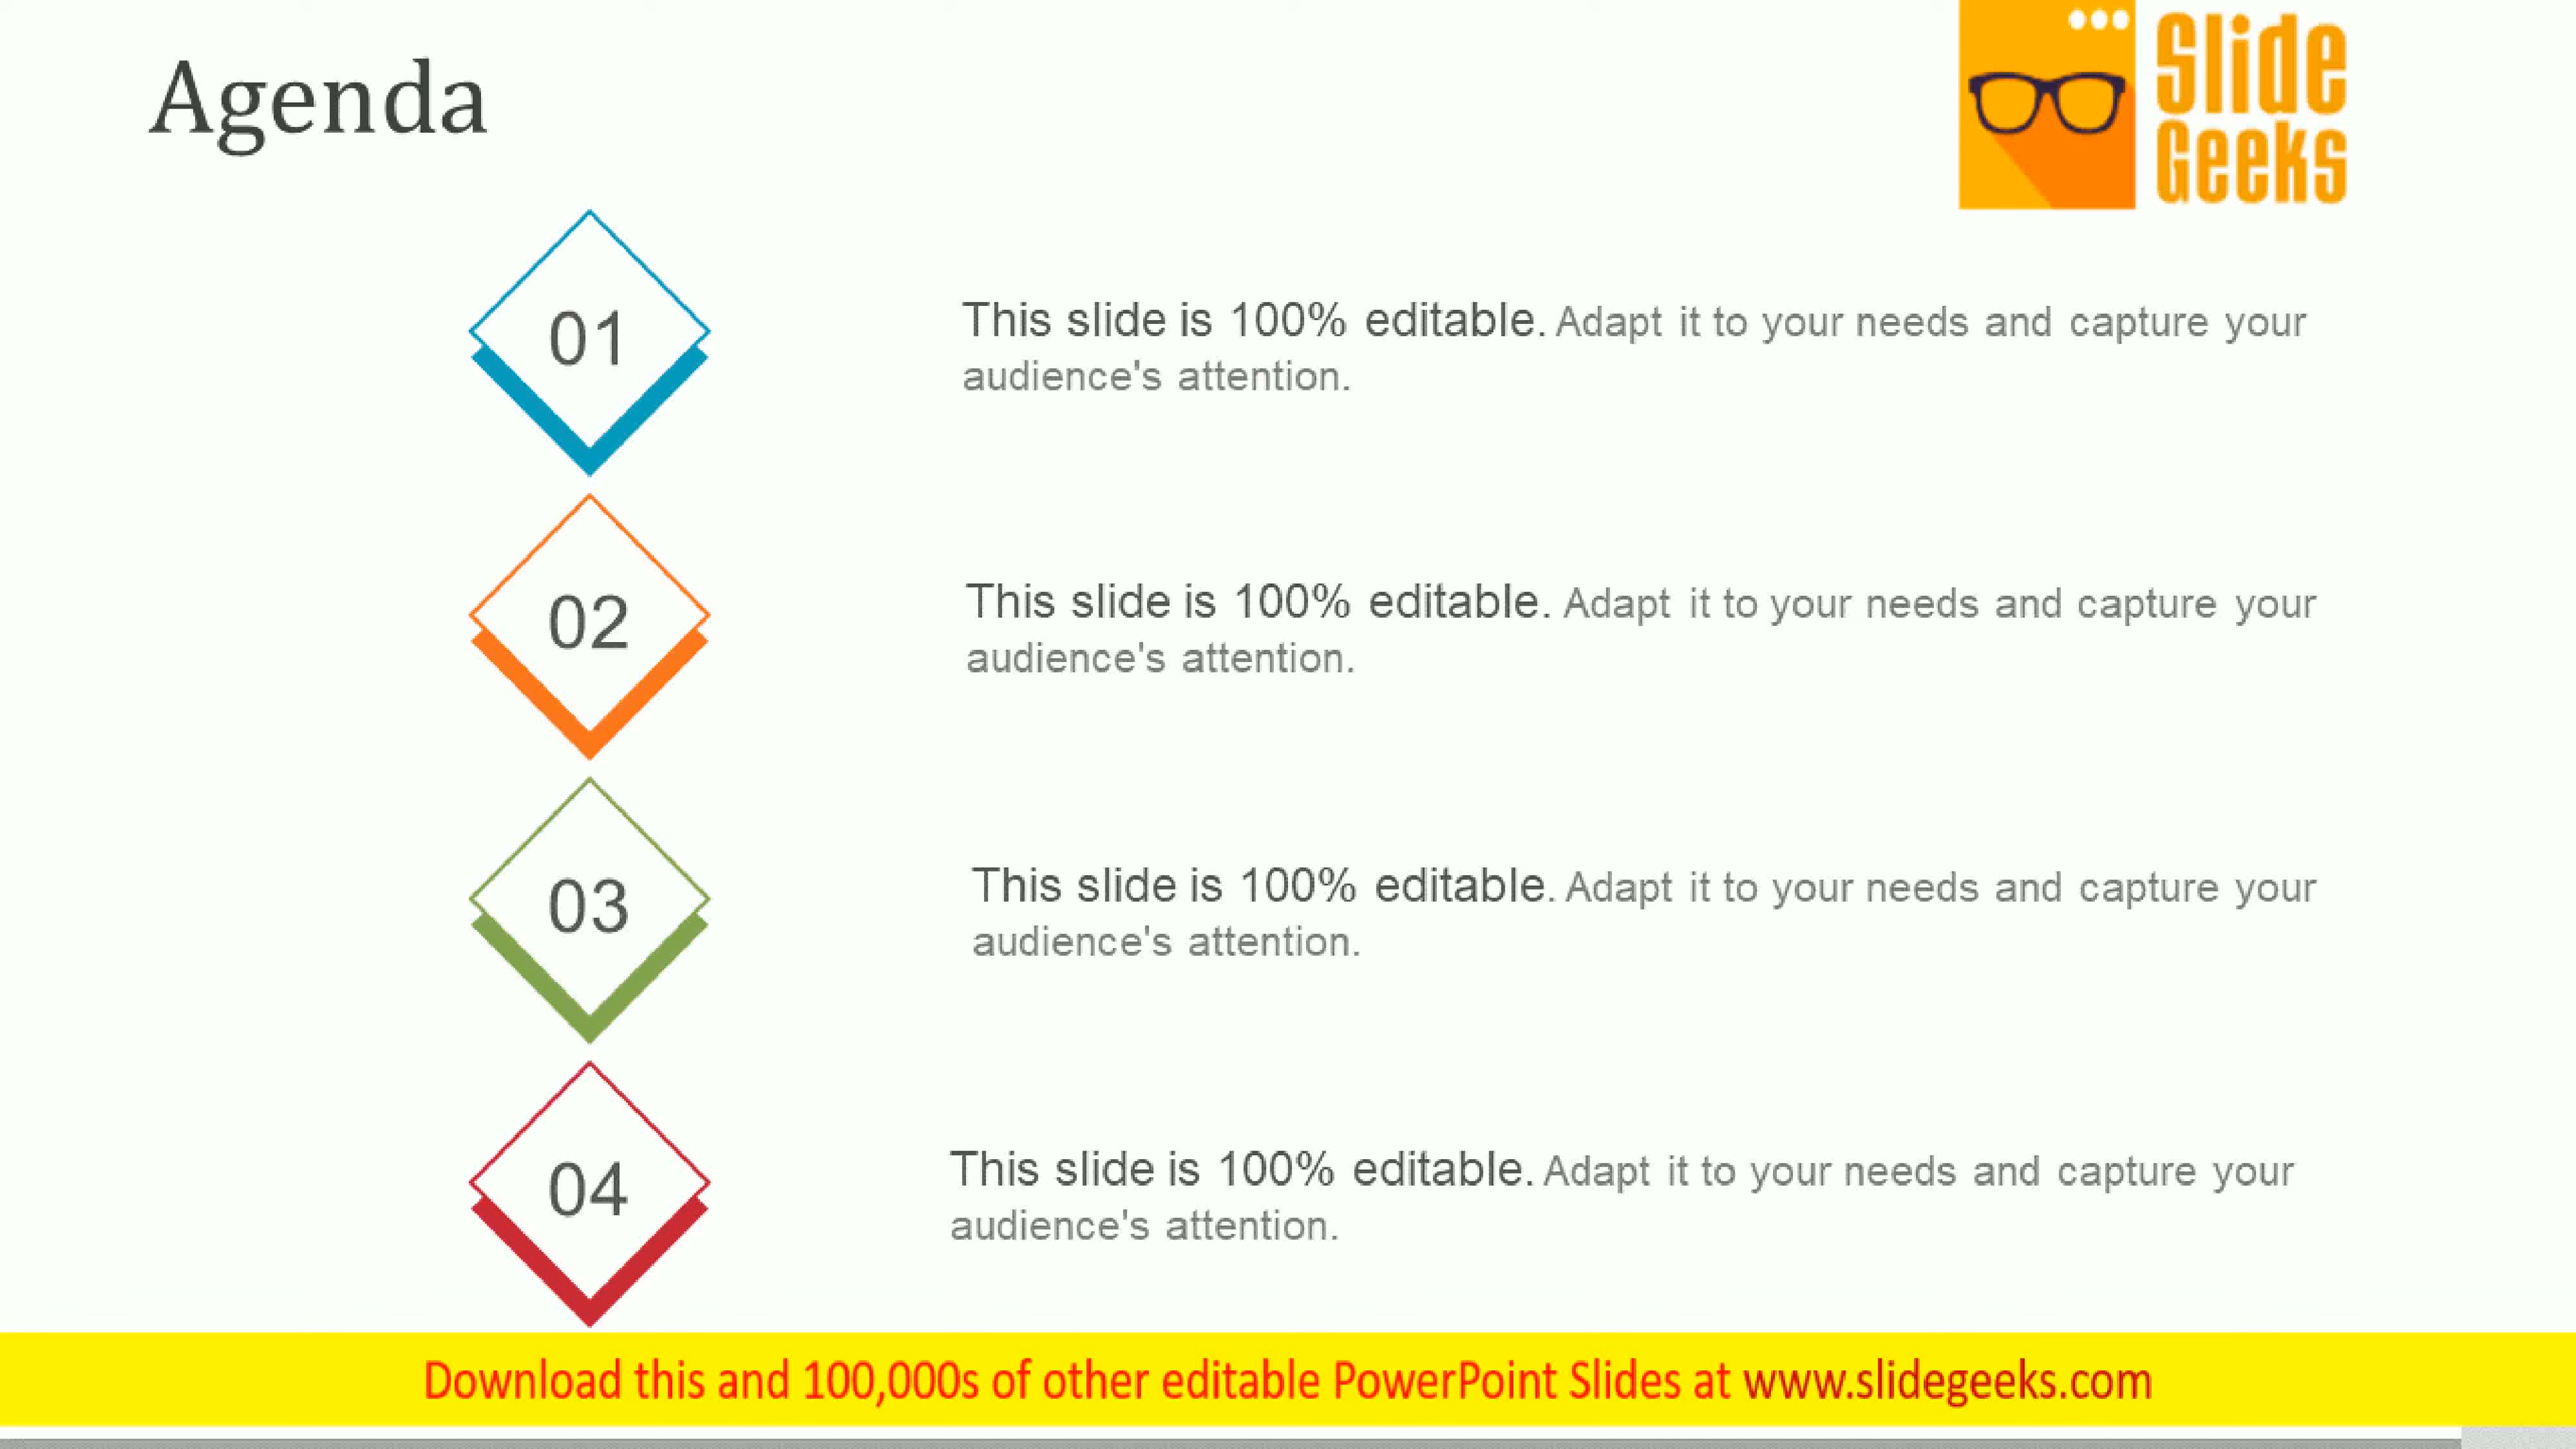 Agenda
Slide
Geeks
01
This slide is 100% editable. Adapt it to your needs and capture your
audience's attention.
02
This slide is 100% editable. Adapt it to your needs and capture your
audience's attention.
03
This slide is 100% editable. Adapt it to your needs and capture your
audience's attention.
04
This slide is 100% editable. Adapt it to your needs and capture your
audience's attention.
Download this and 100,000s of other editable PowerPoint Slides at www.slidegeeks.com